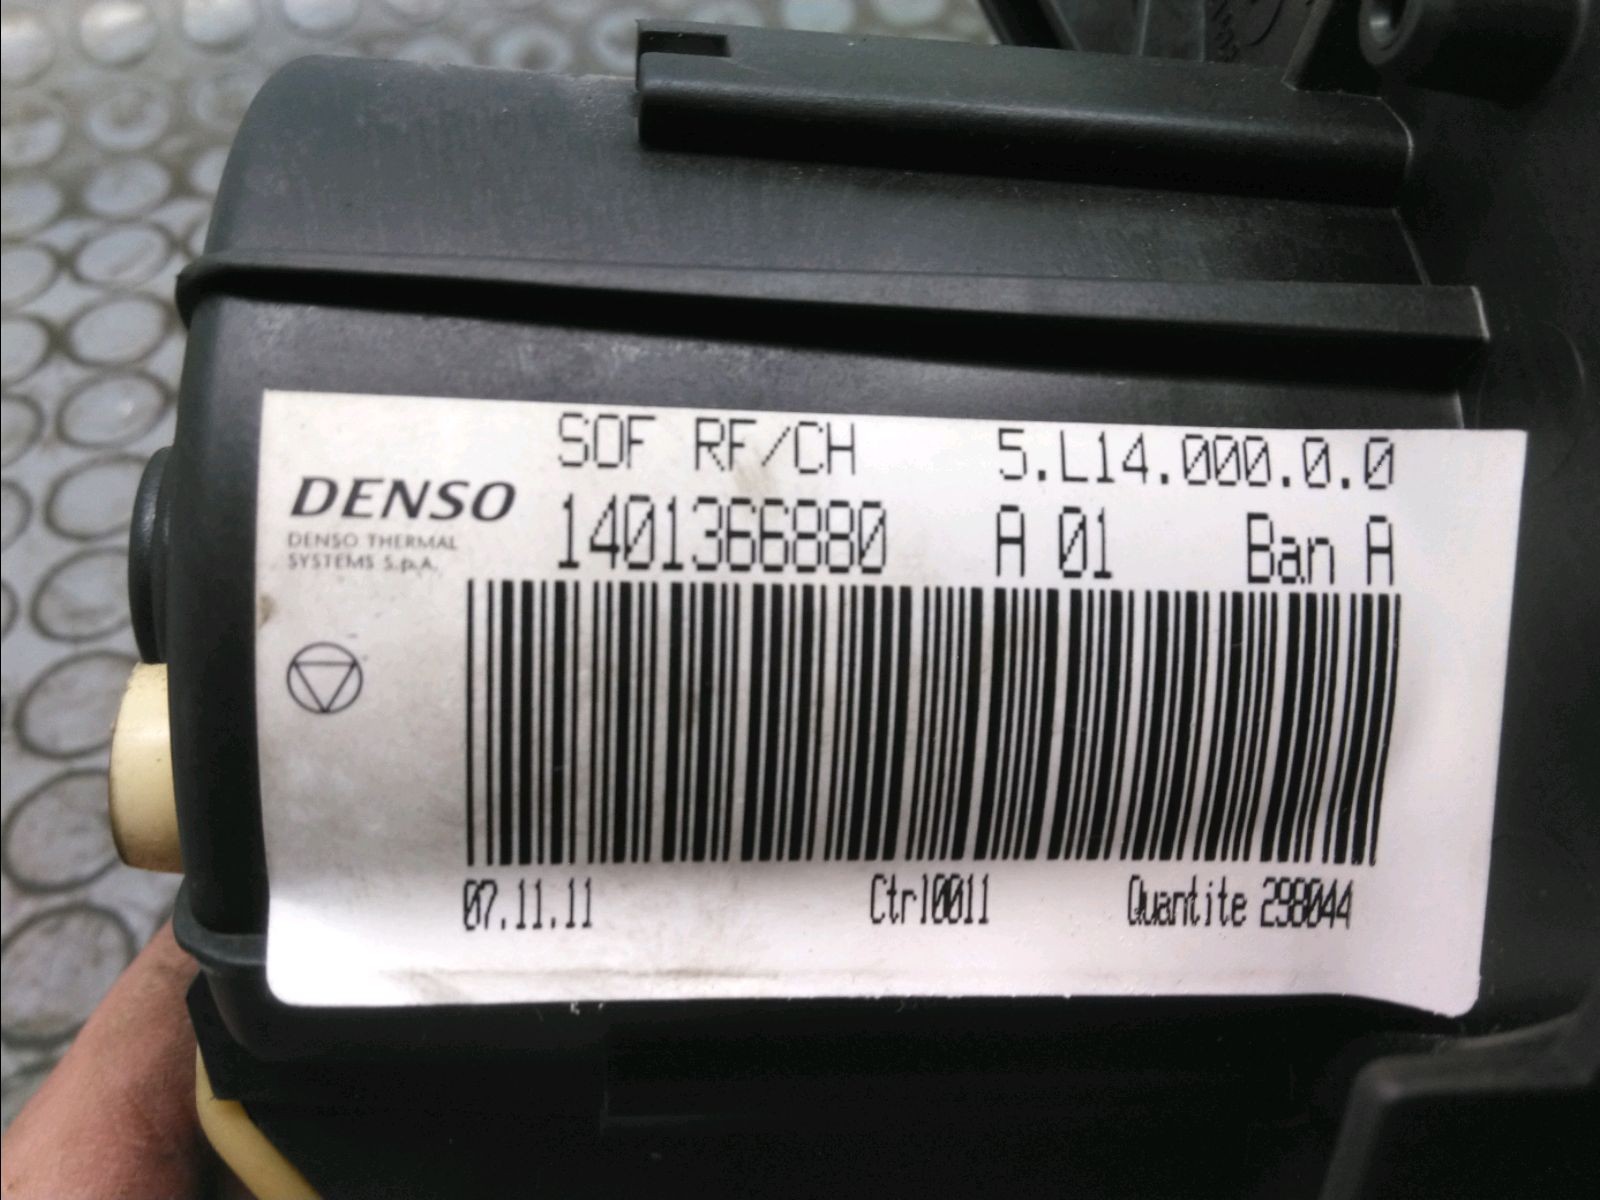 SOF RF/CH 5.L14.000.0.0
DENSO
DENSO THERMAL
SYSTEMS S.p.A.
1401366880 A 01 Ban A
07.11.11 Ctrl0011 Quantite 298044